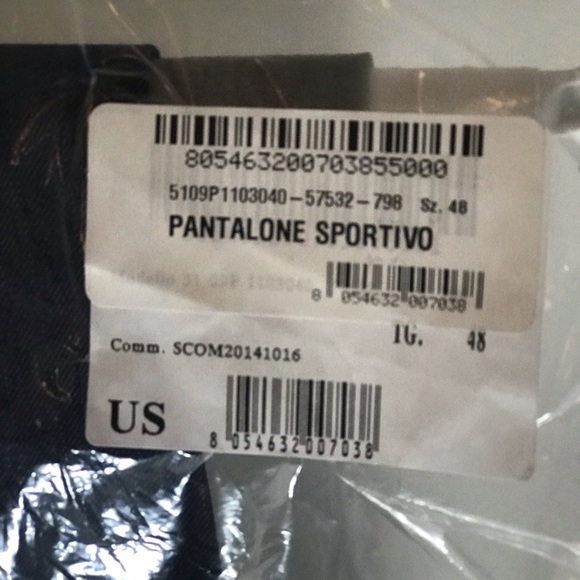 805463200703855000
5109P1103040-57532-798 Sz. 48
PANTALONE SPORTIVO
8 054632 007038
TG. 48
Comm. SCOM20141016
US
8 054632 007038